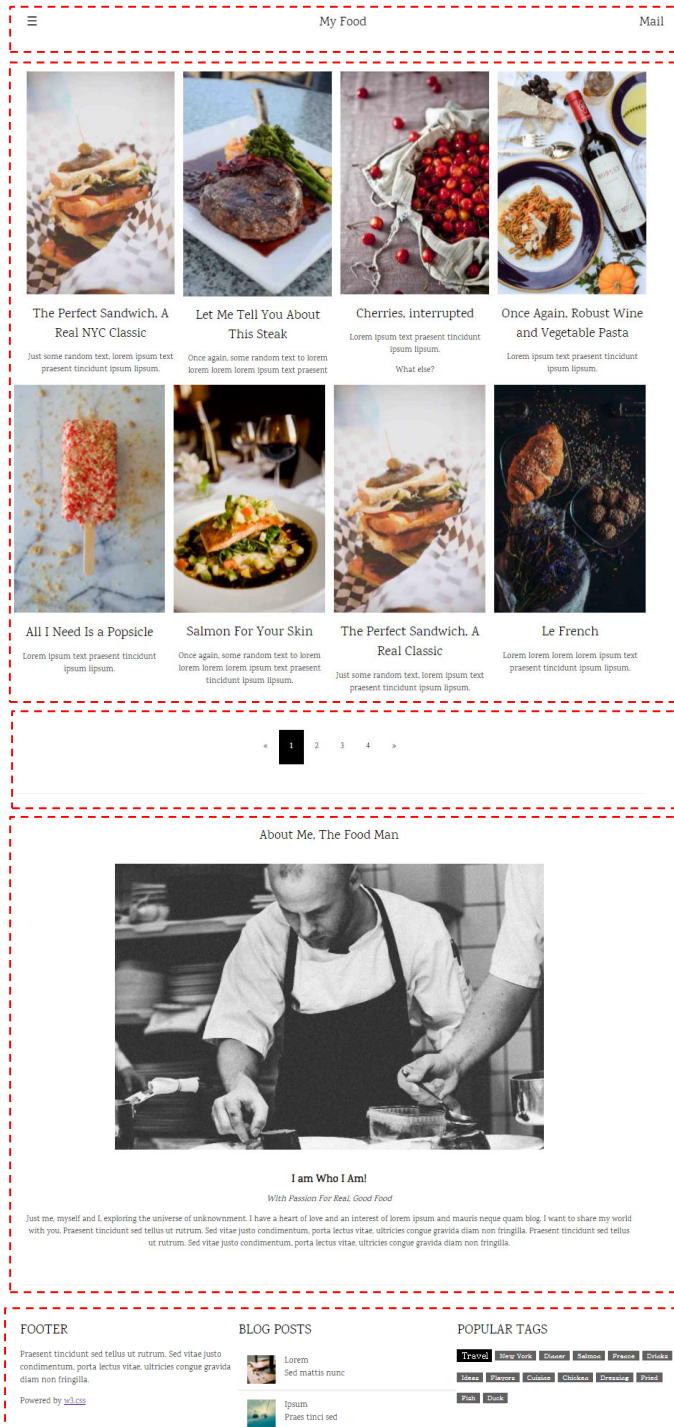 ☰ My Food Mail
The Perfect Sandwich, A
Real NYC Classic
Just some random text, lorem ipsum text
praesent tincidunt ipsum lipsum.
Let Me Tell You About
This Steak
Once again, some random text to lorem
lorem lorem lorem ipsum text praesent
Cherries, interrupted
Lorem ipsum text praesent tincidunt
ipsum lipsum.
What else?
Once Again, Robust Wine
and Vegetable Pasta
Lorem ipsum text praesent tincidunt
ipsum lipsum.
All I Need Is a Popsicle
Lorem ipsum text praesent tincidunt
ipsum lipsum.
Salmon For Your Skin
Once again, some random text to lorem
lorem lorem lorem ipsum text praesent
tincidunt ipsum lipsum.
The Perfect Sandwich, A
Real Classic
Just some random text, lorem ipsum text
praesent tincidunt ipsum lipsum.
Le French
Lorem lorem lorem lorem ipsum text
praesent tincidunt ipsum lipsum.
« 1 2 3 4 »
About Me, The Food Man
I am Who I Am!
With Passion For Real, Good Food
Just me, myself and I, exploring the universe of unknownment. I have a heart of love and an interest of lorem ipsum and mauris neque quam blog. I want to share my world
with you. Praesent tincidunt sed tellus ut rutrum. Sed vitae justo condimentum, porta lectus vitae, ultricies congue gravida diam non fringilla. Praesent tincidunt sed tellus
ut rutrum. Sed vitae justo condimentum, porta lectus vitae, ultricies congue gravida diam non fringilla.
FOOTER
Praesent tincidunt sed tellus ut rutrum. Sed vitae justo
condimentum, porta lectus vitae, ultricies congue gravida
diam non fringilla.
Powered by w3.css
BLOG POSTS
Lorem
Sed mattis nunc
Ipsum
Praes tinci sed
POPULAR TAGS
Travel New York Dinner Salmon France Drinks
Ideas Flavors Cuisine Chicken Dressing Fried
Fish Duck